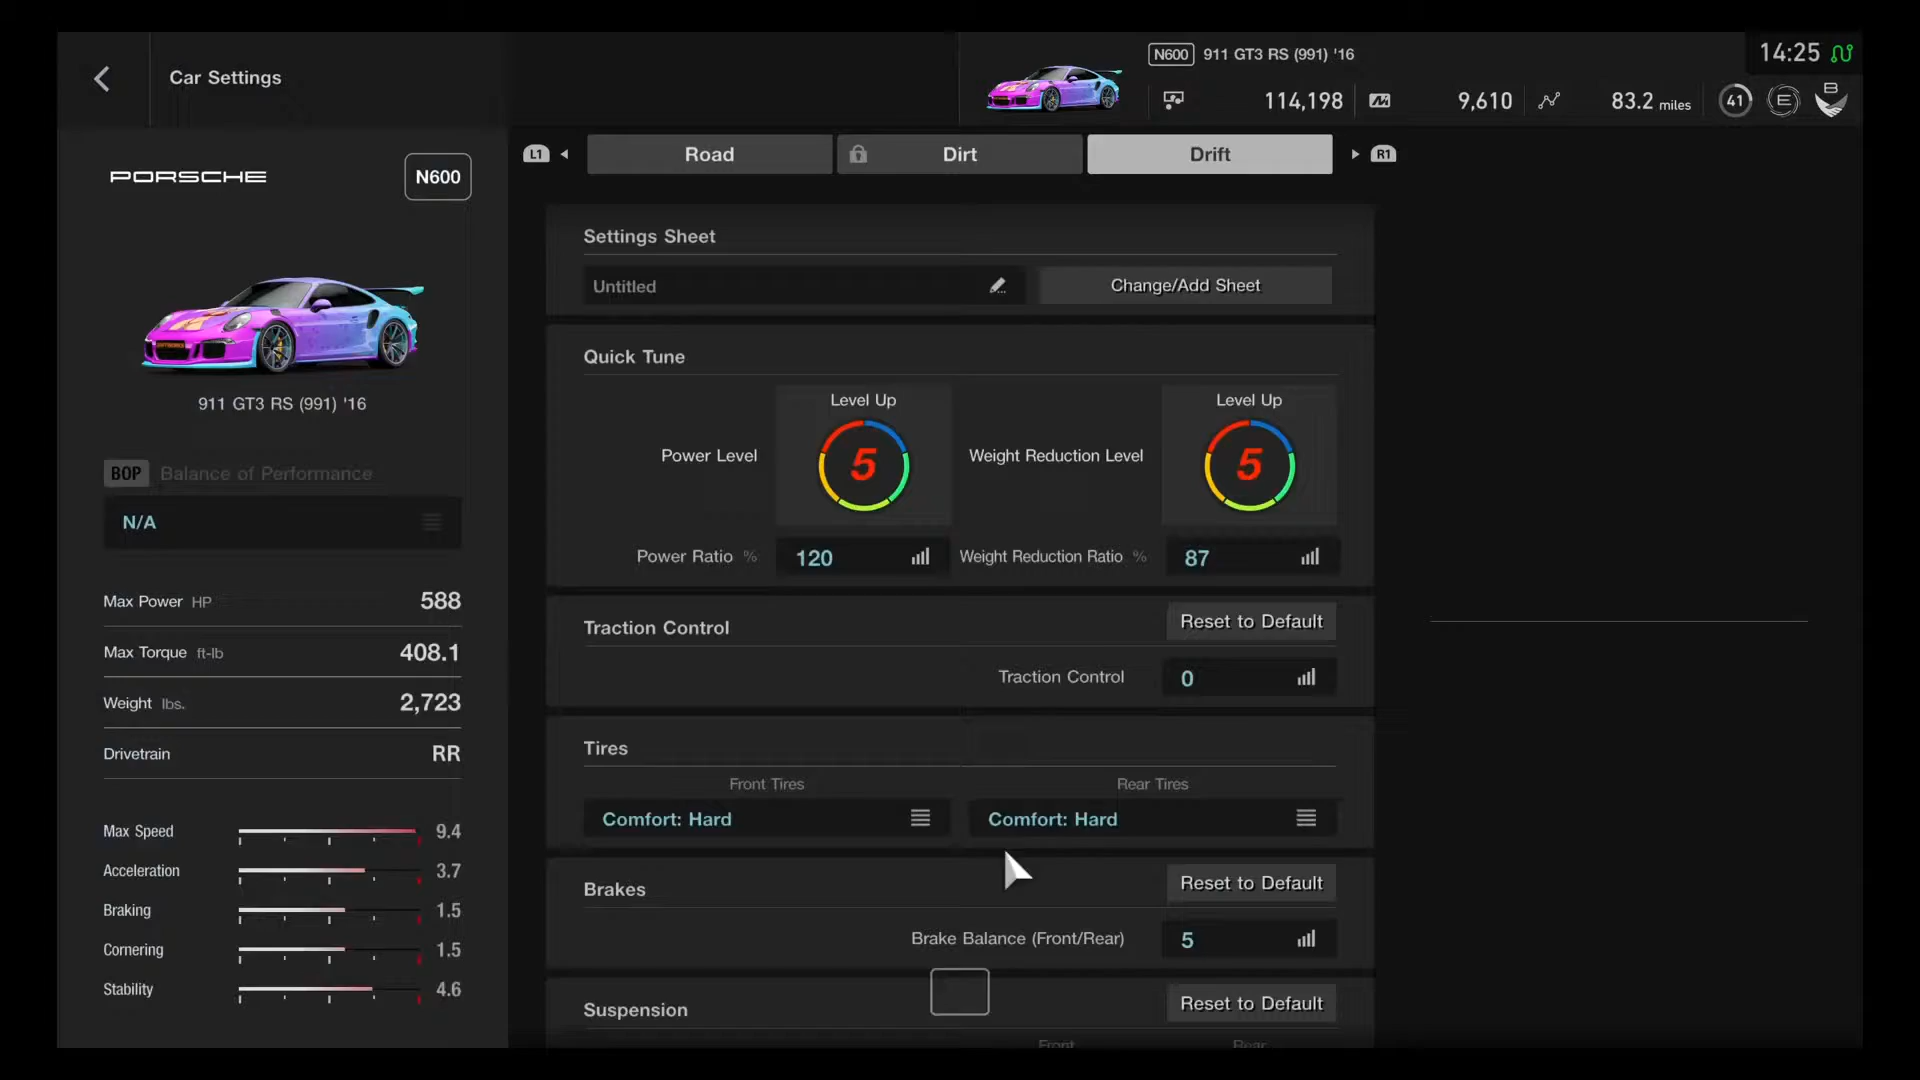 Car Settings
N600 911 GT3 RS (991) '16
14:25
114,198
9,610
83.2 miles
41
E
B
PORSCHE
N600
L1
Road
Dirt
Drift
R1
911 GT3 RS (991) '16
BOP Balance of Performance
N/A
Max Power HP 588
Max Torque ft-lb 408.1
Weight lbs. 2,723
Drivetrain RR
Max Speed 9.4
Acceleration 3.7
Braking 1.5
Cornering 1.5
Stability 4.6
Settings Sheet
Untitled
Change/Add Sheet
Quick Tune
Level Up
Level Up
Power Level 5
Weight Reduction Level 5
Power Ratio % 120
Weight Reduction Ratio % 87
Traction Control
Reset to Default
Traction Control 0
Tires
Front Tires
Rear Tires
Comfort: Hard
Comfort: Hard
Brakes
Reset to Default
Brake Balance (Front/Rear) 5
Suspension
Reset to Default
Front
Rear